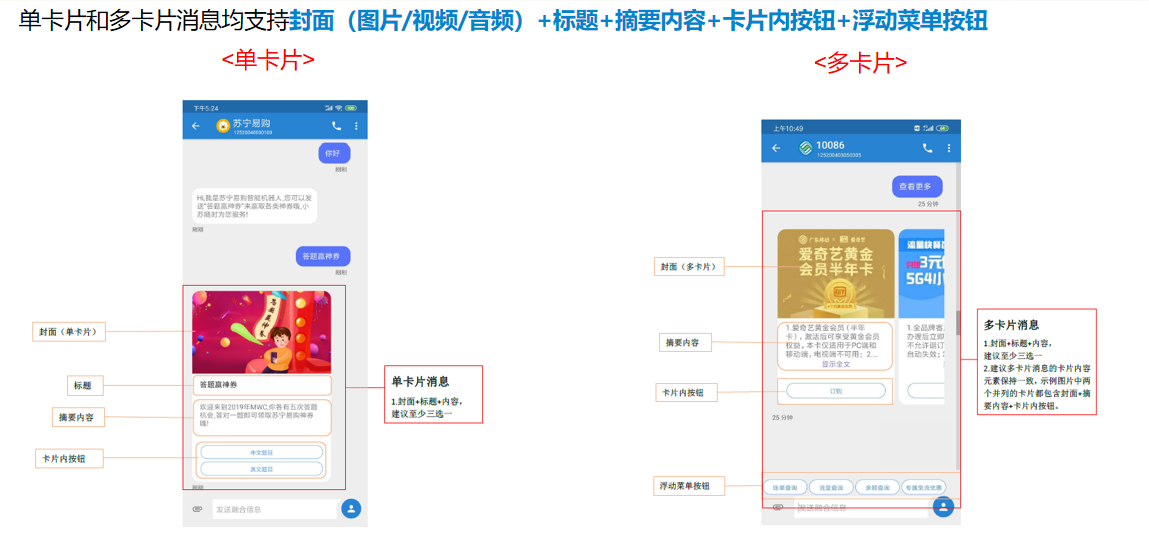 单卡片和多卡片消息均支持封面（图片/视频/音频）+标题+摘要内容+卡片内按钮+浮动菜单按钮
<单卡片>
下午5:24
苏宁易购
你好
刚刚
Hi,我是苏宁易购智能机器人,您可以发
送"答题赢神券"来赢取各类神券哦,小
苏随时为您服务!
刚刚
答题赢神券
刚刚
答题赢神券
欢迎来到2019年MWC,你各有五次答题
机会,答对一题即可领取苏宁易购神券
哦!
中文题目
英文题目
刚刚
发送融合信息
封面（单卡片）
标题
摘要内容
卡片内按钮
单卡片消息
1.封面+标题+内容，
建议至少三选一
<多卡片>
上午10:49
10086
查看更多
25 分钟
广东移动 × 爱奇艺
爱奇艺黄金
会员半年卡
1.爱奇艺黄金会员（半年
卡），激活后可享受黄金会员
权益。本卡仅适用于PC端和
移动端，电视端不可用；2...
显示全文
订购
3元
5G4小
1.全品牌客
办理后立即
不允许退订
自动失效；
25 分钟
账单查询
流量查询
余额查询
专属免流优惠
发送融合信息
封面（多卡片）
摘要内容
卡片内按钮
浮动菜单按钮
多卡片消息
1.封面+标题+内容，
建议至少三选一
2.建议多卡片消息的卡片内容
元素保持一致，示例图片中两
个并列的卡片都包含封面+摘
要内容+卡片内按钮。